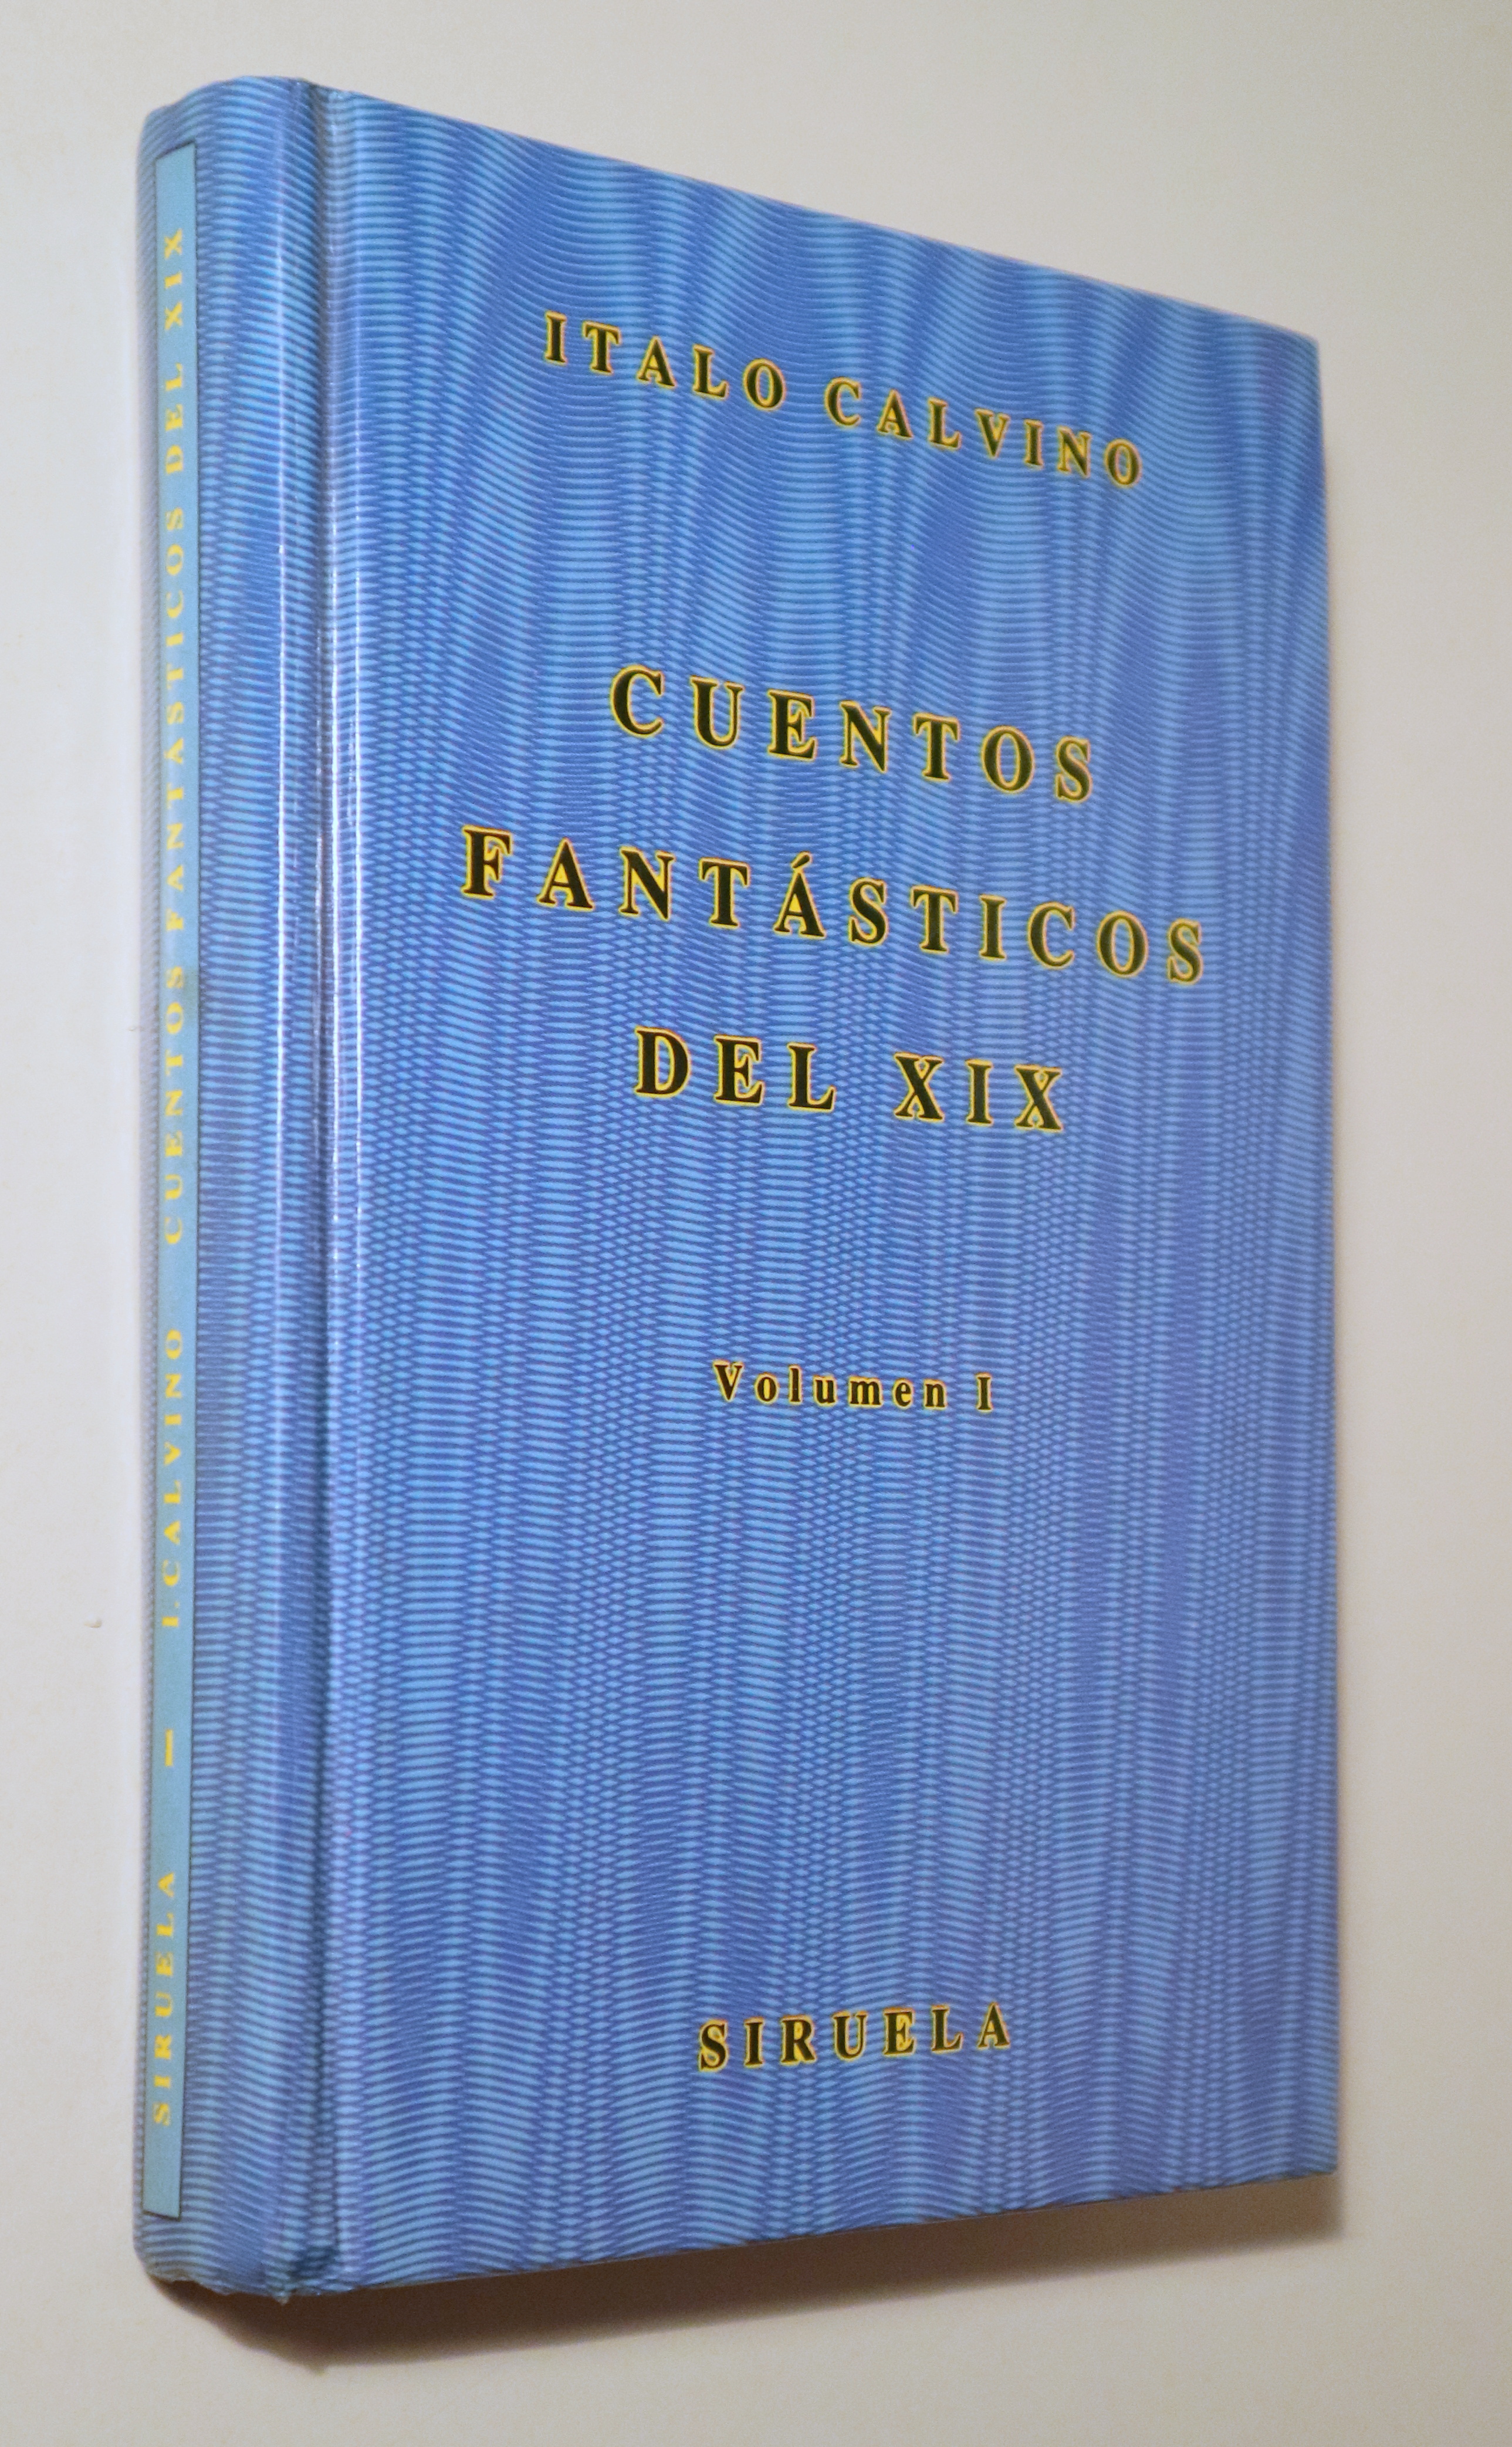 ITALO CALVINO
CUENTOS
FANTÁSTICOS
DEL XIX
Volumen I
SIRUELA
SIRUELA I I. CALVINO CUENTOS FANTÁSTICOS DEL XIX